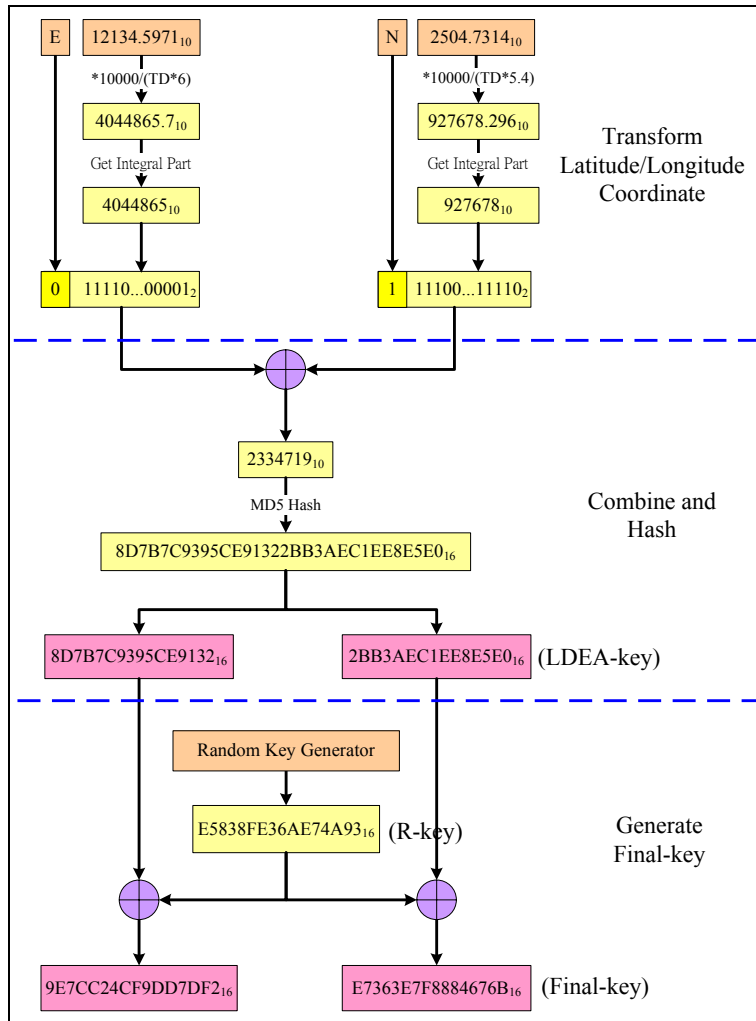 E 12134.5971₁₀ N 2504.7314₁₀
*10000/(TD*6) *10000/(TD*5.4)
4044865.7₁₀ 927678.296₁₀
Get Integral Part Get Integral Part
4044865₁₀ 927678₁₀
0 11110...00001₂ 1 11100...11110₂
Transform
Latitude/Longitude
Coordinate
2334719₁₀
MD5 Hash
8D7B7C9395CE91322BB3AEC1EE8E5E0₁₆
Combine and
Hash
8D7B7C9395CE9132₁₆ 2BB3AEC1EE8E5E0₁₆ (LDEA-key)
Random Key Generator
E5838FE36AE74A93₁₆ (R-key)
Generate
Final-key
9E7CC24CF9DD7DF2₁₆ E7363E7F8884676B₁₆ (Final-key)